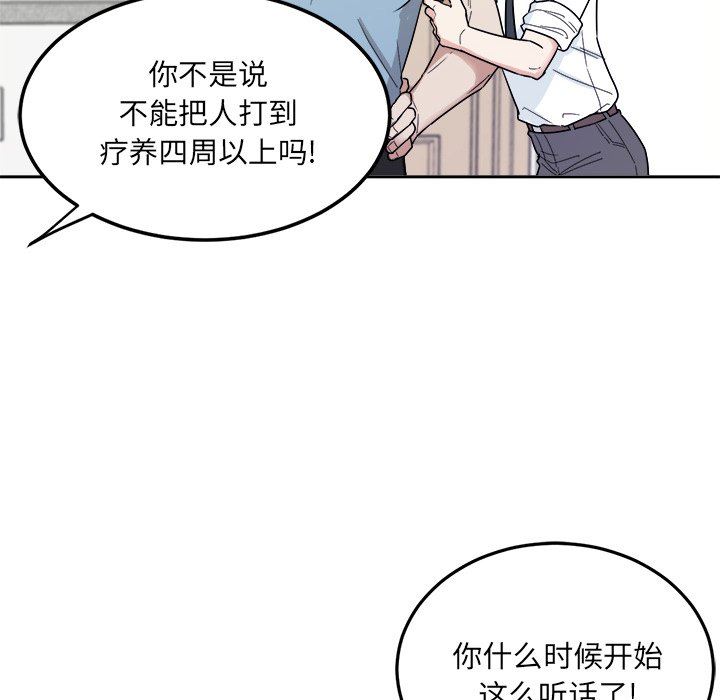 你不是说
不能把人打到
疗养四周以上吗!
你什么时候开始
这么听话了!